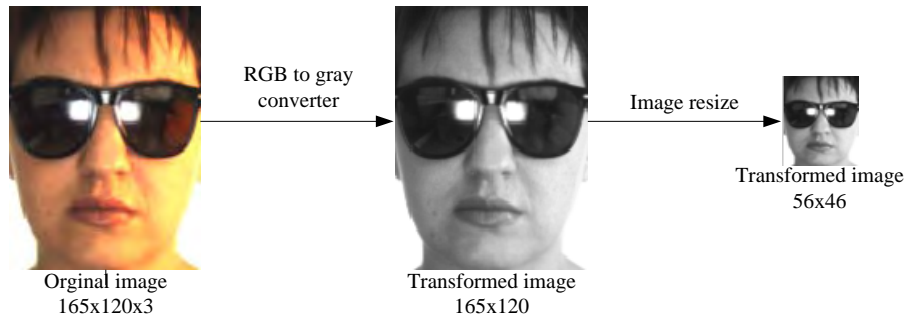 RGB to gray
converter
Image resize
Orginal image
165x120x3
Transformed image
165x120
Transformed image
56x46